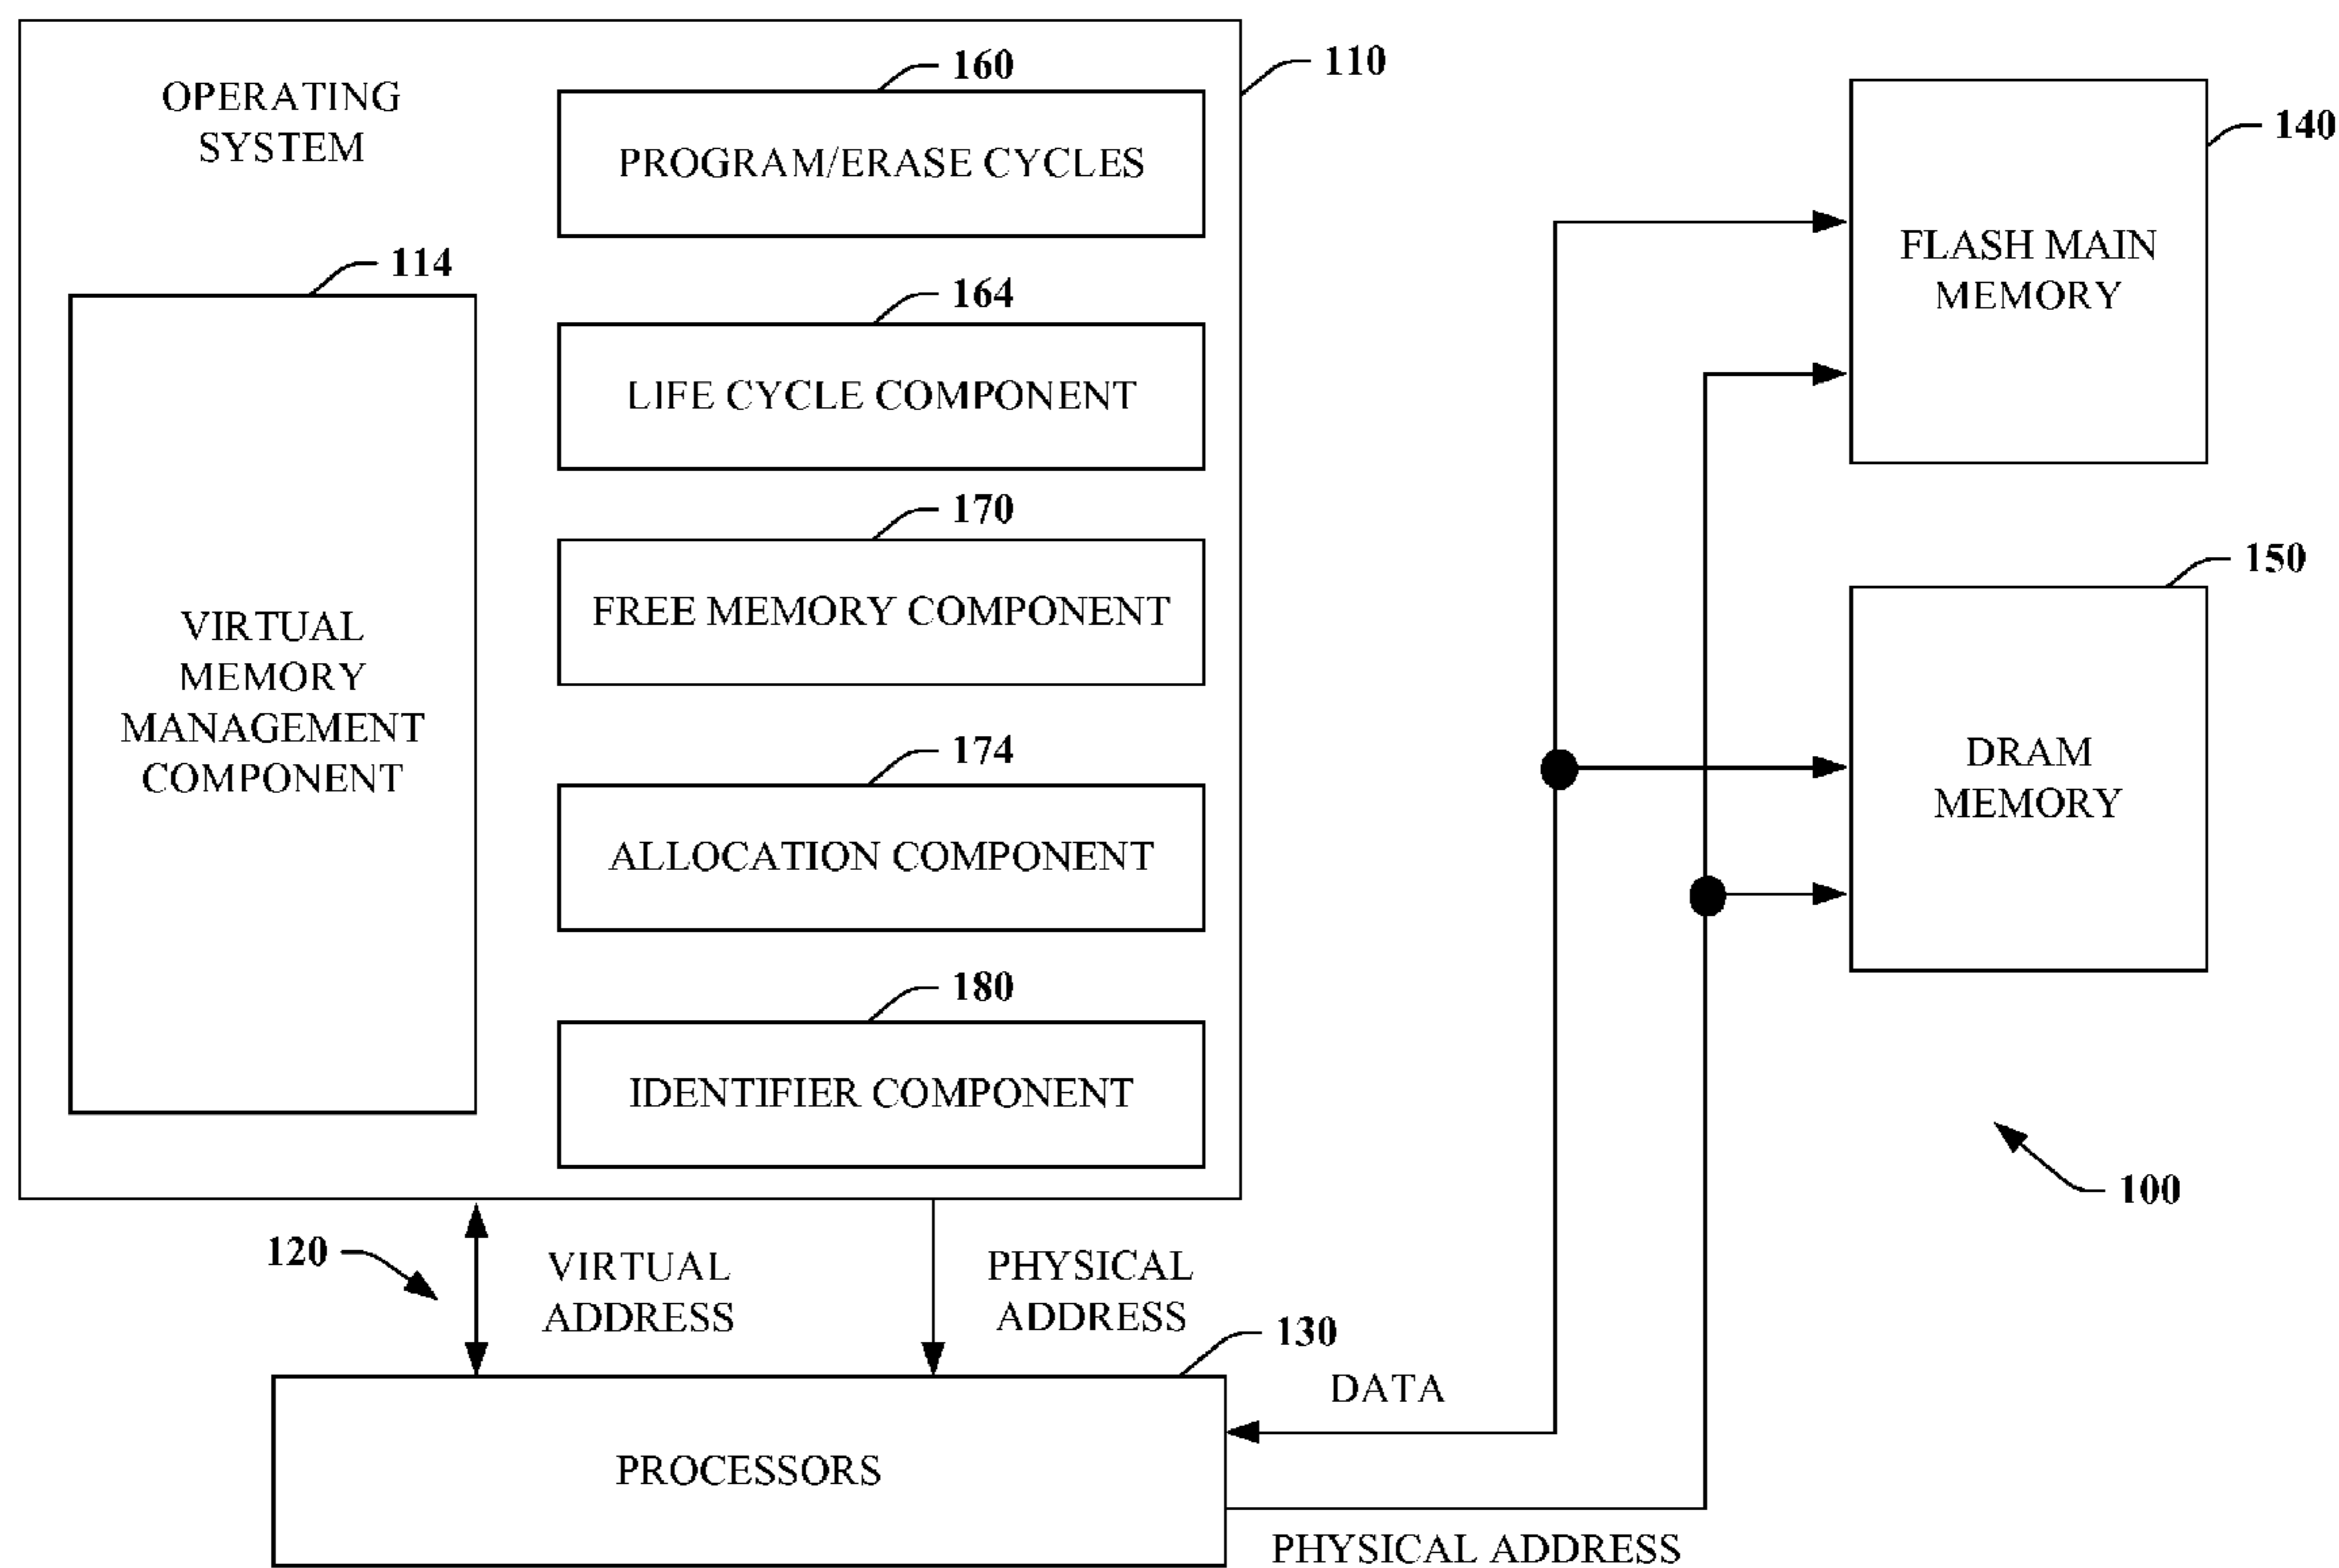 160
110
OPERATING
SYSTEM
PROGRAM/ERASE CYCLES
140
114
FLASH MAIN
MEMORY
164
LIFE CYCLE COMPONENT
170
150
FREE MEMORY COMPONENT
VIRTUAL
MEMORY
MANAGEMENT
COMPONENT
174
DRAM
MEMORY
ALLOCATION COMPONENT
180
IDENTIFIER COMPONENT
100
120
VIRTUAL
ADDRESS
PHYSICAL
ADDRESS
130
DATA
PROCESSORS
PHYSICAL ADDRESS